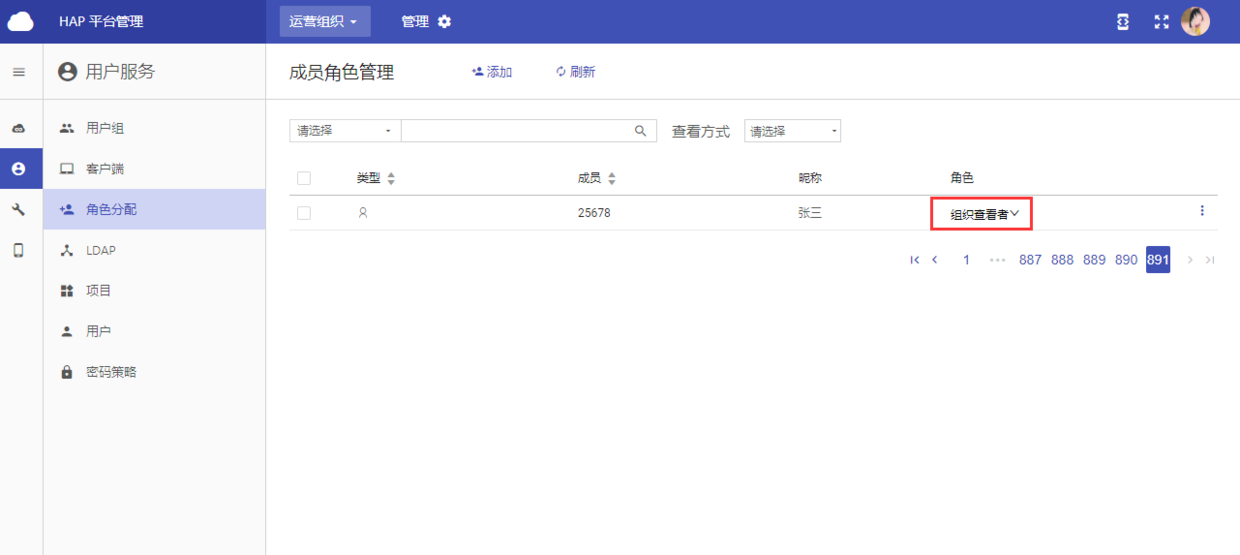 HAP 平台管理
运营组织
管理
用户服务
成员角色管理
添加
刷新
用户组
客户端
角色分配
LDAP
项目
用户
密码策略
请选择
查看方式
请选择
类型
成员
昵称
角色
25678
张三
组织查看者
1 ••• 887 888 889 890 891